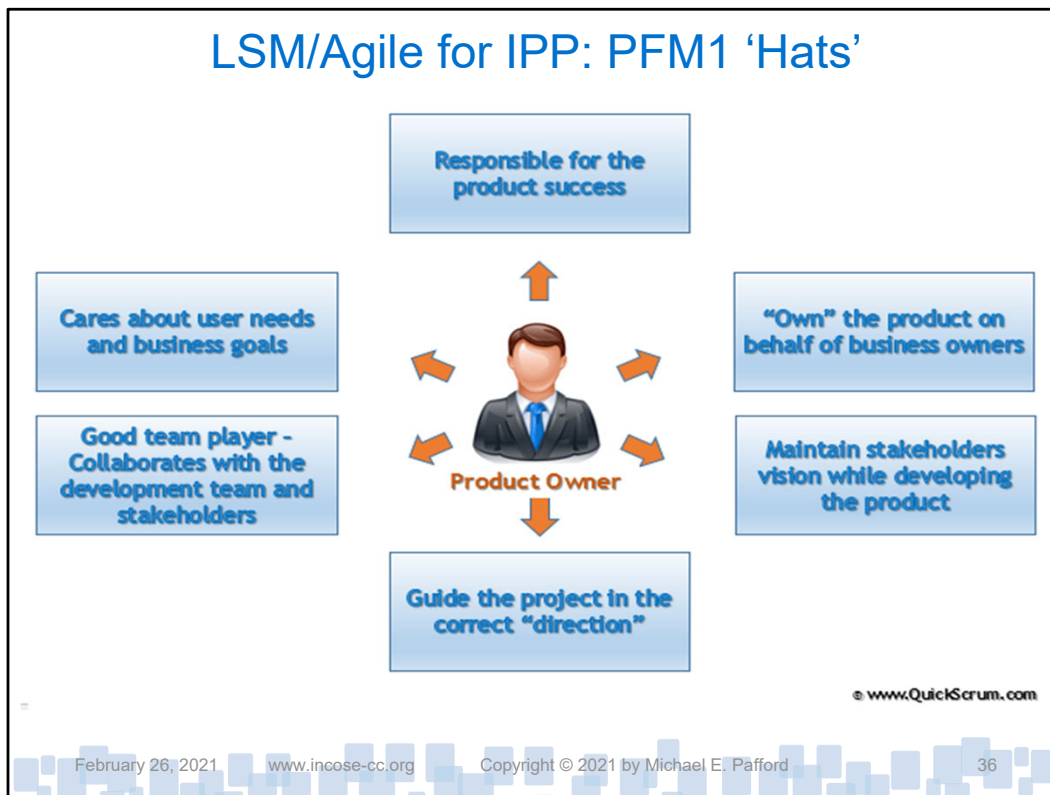 LSM/Agile for IPP: PFM1 ‘Hats’
Responsible for the
product success
Cares about user needs
and business goals
“Own” the product on
behalf of business owners
Good team player -
Collaborates with the
development team and
stakeholders
Product Owner
Maintain stakeholders
vision while developing
the product
Guide the project in the
correct “direction”
© www.QuickScrum.com
February 26, 2021 www.incose-cc.org Copyright © 2021 by Michael E. Pafford 36